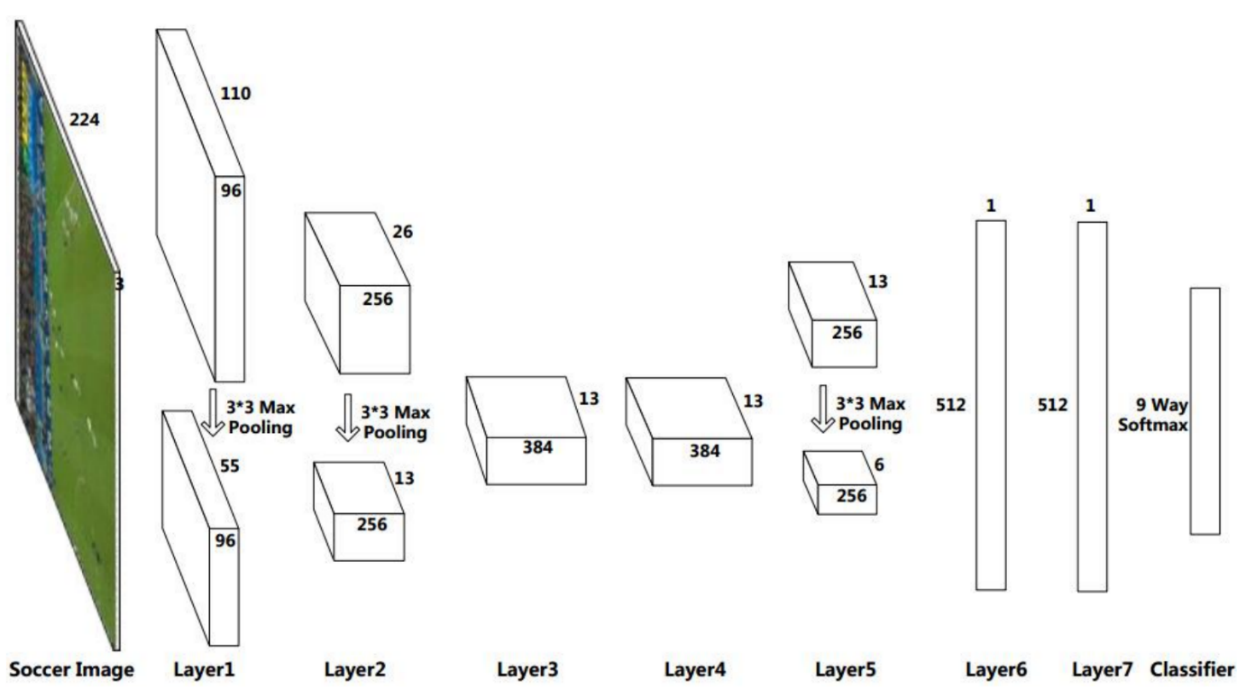 224
3
110
96
3*3 Max
Pooling
55
96
26
256
3*3 Max
Pooling
13
256
13
384
13
384
13
256
3*3 Max
Pooling
6
256
1
512
1
512
9 Way
Softmax
Soccer Image
Layer1
Layer2
Layer3
Layer4
Layer5
Layer6
Layer7
Classifier